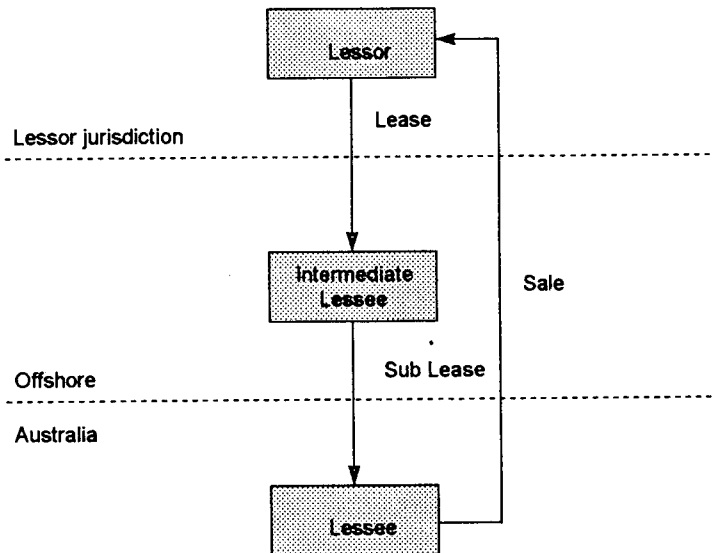 Lessor
Lease
Lessor jurisdiction
Intermediate
Lessee
Sale
Sub Lease
Offshore
Australia
Lessee